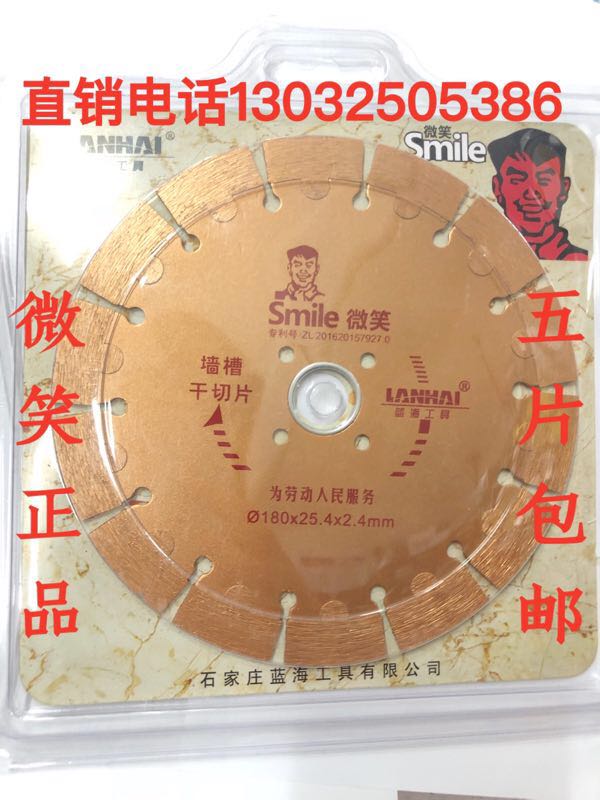 直销电话13032505386
LANHAI®
工具
微笑
Smile
微笑正品
五片包邮
Smile 微笑
专利号 ZL 201620157927.0
墙槽
干切片
LANHAI®
蓝海工具
为劳动人民服务
Ø180x25.4x2.4mm
石家庄蓝海工具有限公司